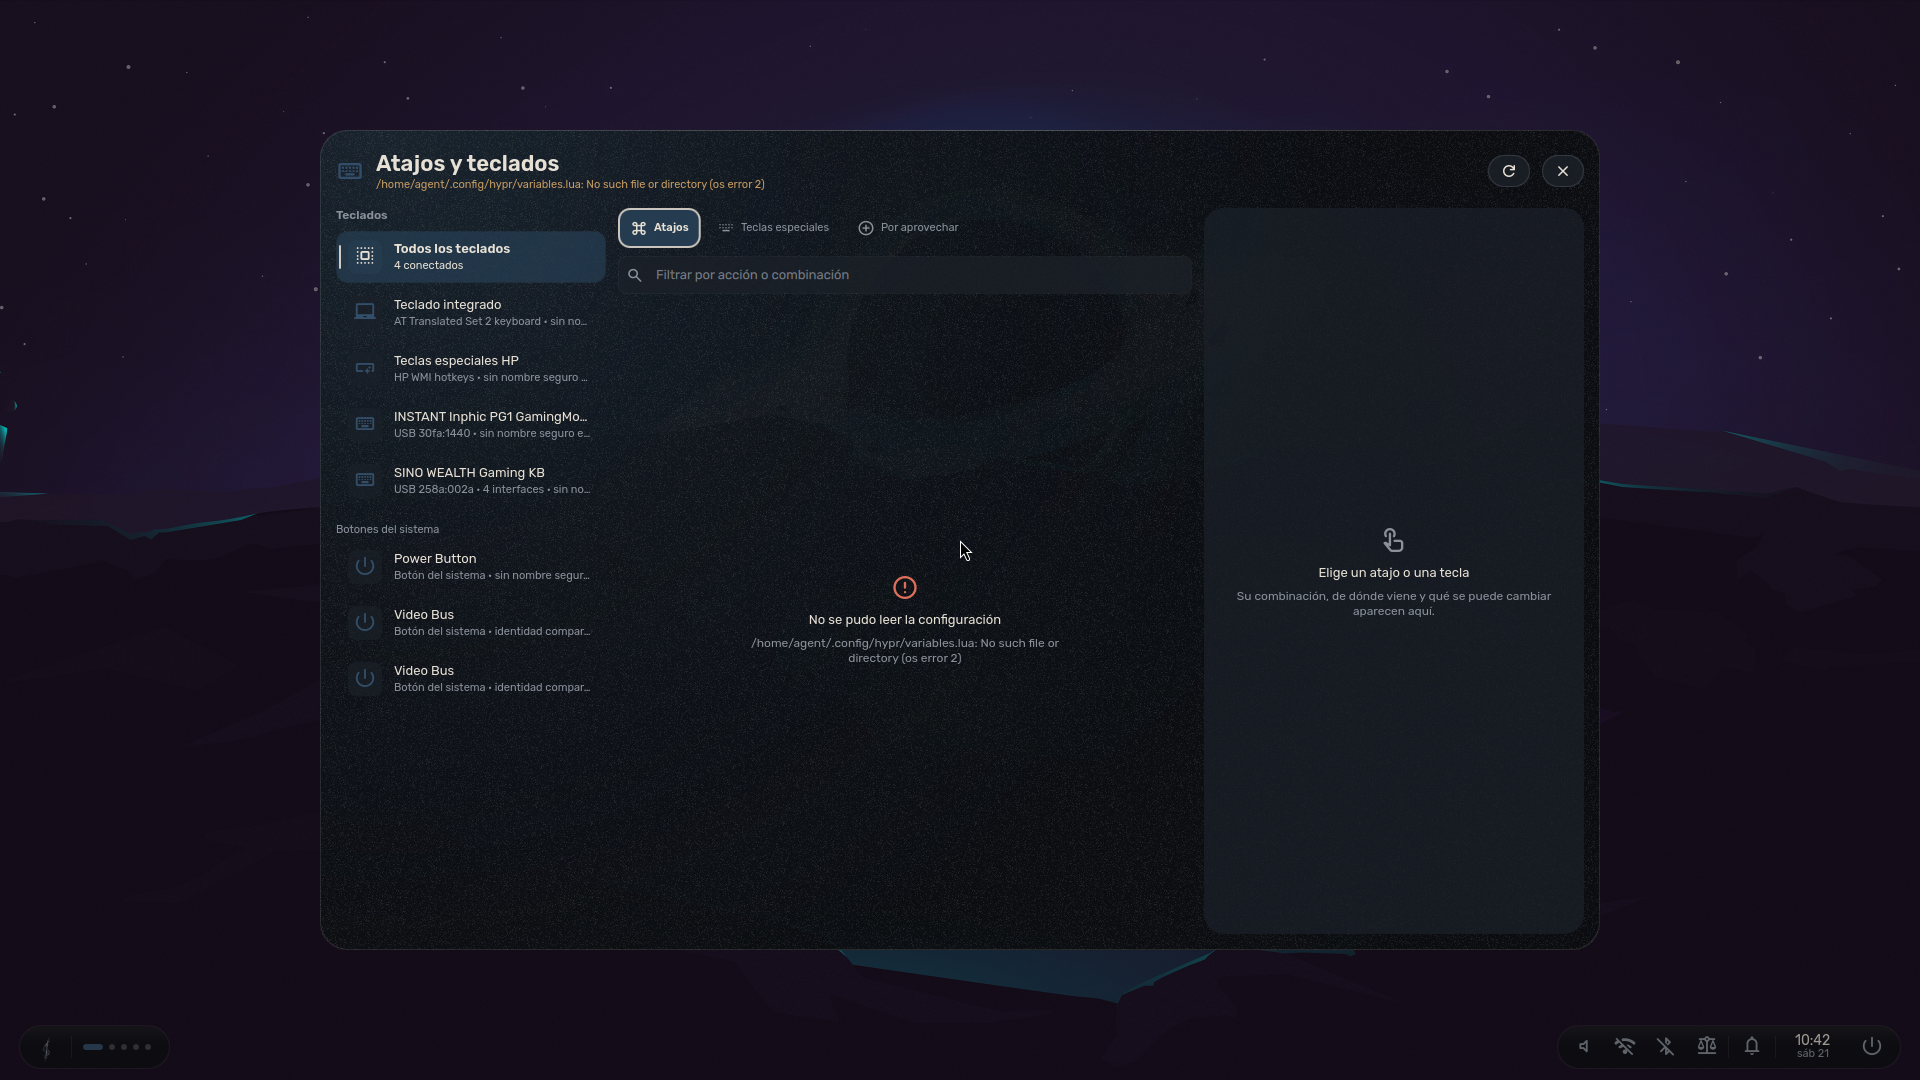 Atajos y teclados
/home/agent/.config/hypr/variables.lua: No such file or directory (os error 2)
Teclados
Todos los teclados
4 conectados
Teclado integrado
AT Translated Set 2 keyboard • sin no…
Teclas especiales HP
HP WMI hotkeys • sin nombre seguro …
INSTANT Inphic PG1 GamingMo…
USB 30fa:1440 • sin nombre seguro e…
SINO WEALTH Gaming KB
USB 258a:002a • 4 interfaces • sin no…
Botones del sistema
Power Button
Botón del sistema • sin nombre segur…
Video Bus
Botón del sistema • identidad compar…
Video Bus
Botón del sistema • identidad compar…
Atajos
Teclas especiales
Por aprovechar
Filtrar por acción o combinación
No se pudo leer la configuración
/home/agent/.config/hypr/variables.lua: No such file or
directory (os error 2)
Elige un atajo o una tecla
Su combinación, de dónde viene y qué se puede cambiar
aparecen aquí.
10:42
sáb 21